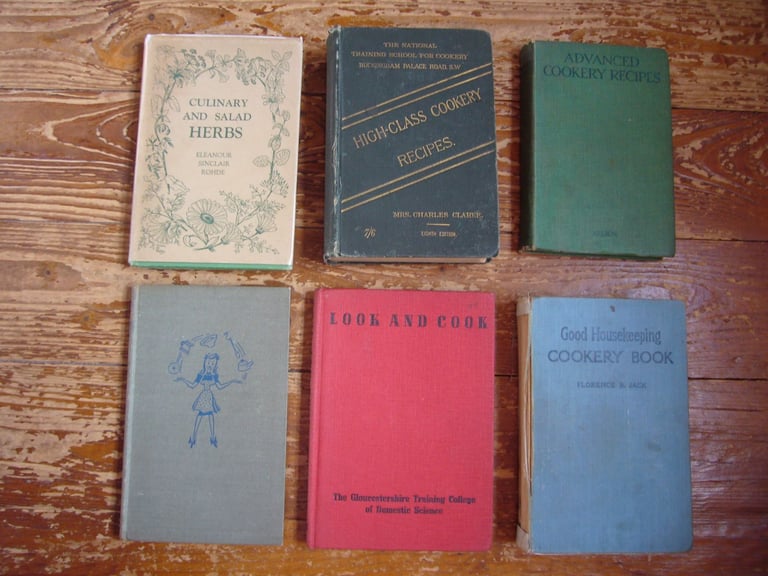 CULINARY
AND SALAD
HERBS
ELEANOUR
SINCLAIR
ROHDE
THE NATIONAL
TRAINING SCHOOL FOR COOKERY
BUCKINGHAM PALACE ROAD, S.W
HIGH-CLASS COOKERY
RECIPES.
MRS. CHARLES CLARKE.
7/6
ADVANCED
COOKERY RECIPES
LOOK AND COOK
The Gloucestershire Training College
of Domestic Science
Good Housekeeping
COOKERY BOOK
FLORENCE B. JACK